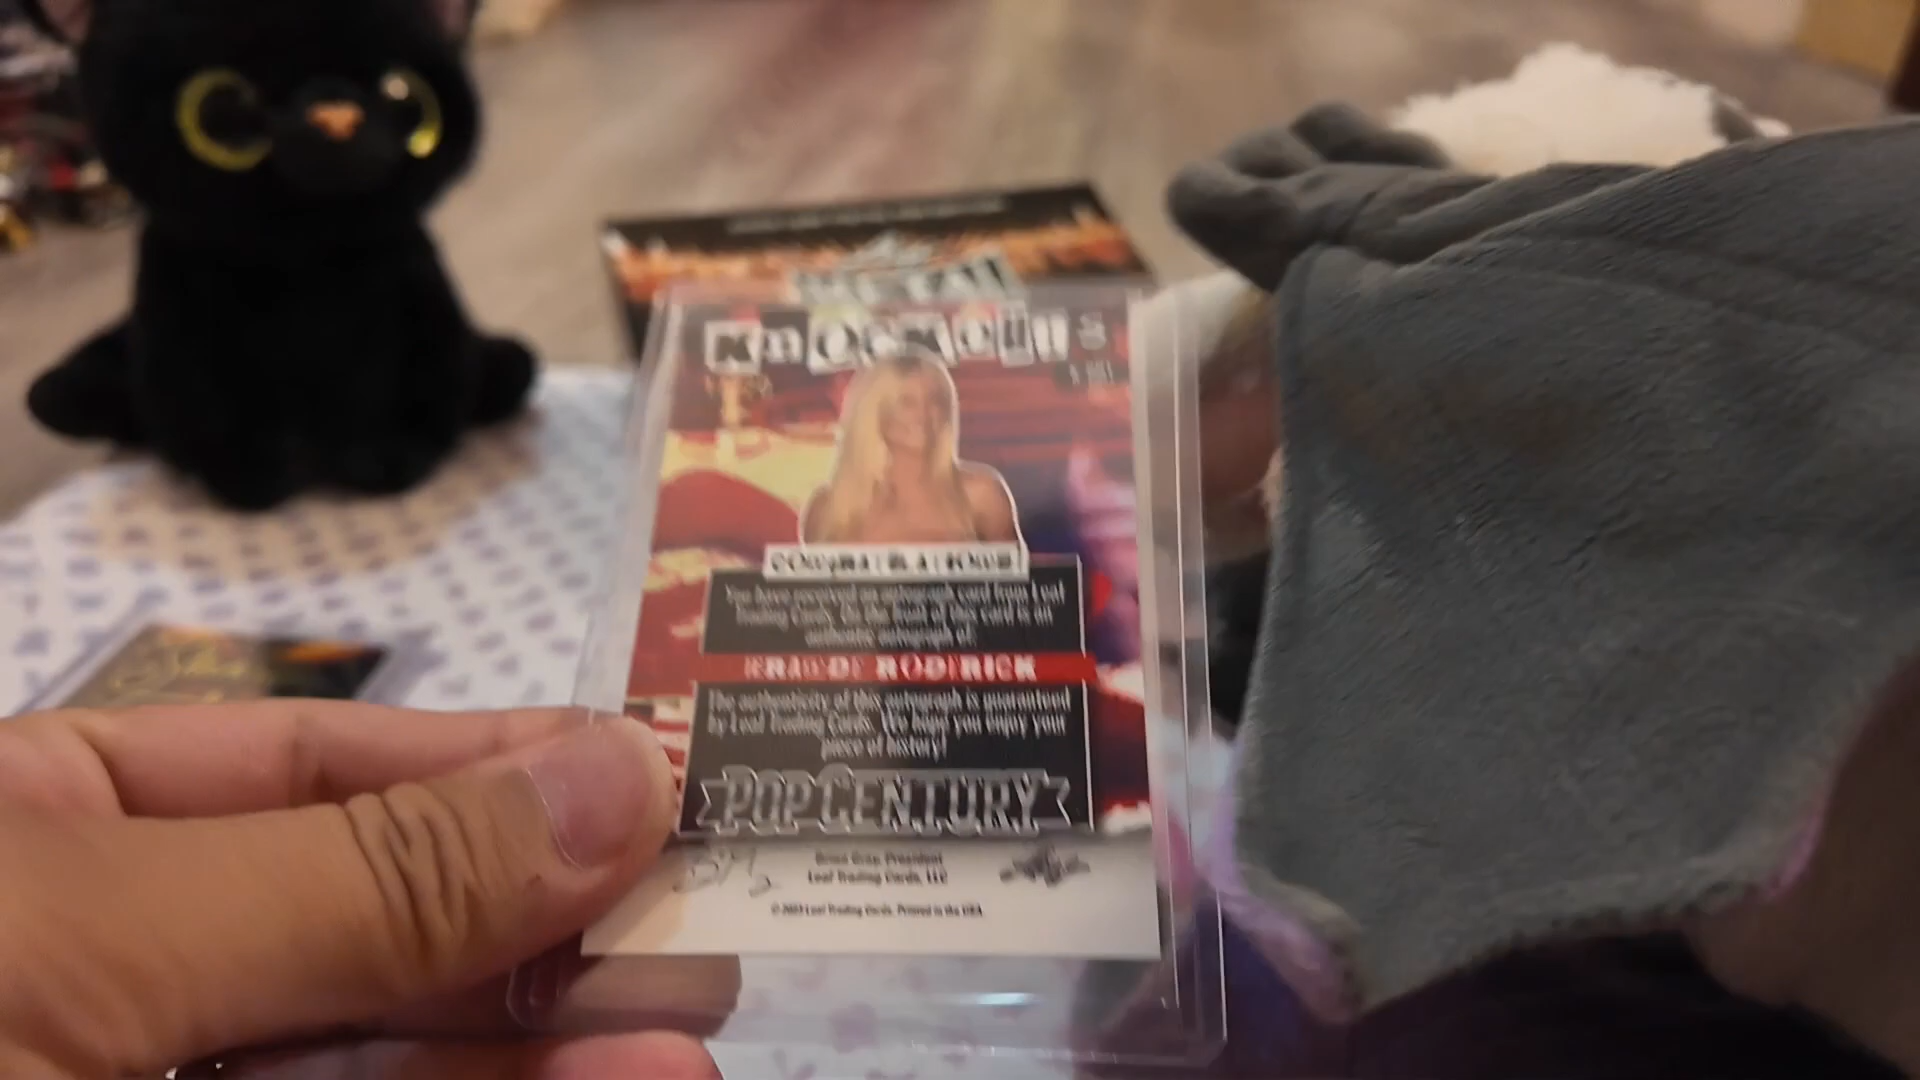 METAL
KNOCKOUTS
CONGRATULATIONS!
You have received an autograph card from Leaf
Trading Cards. On the front of this card is an
authentic autograph of:
BRANDE RODERICK
The authenticity of this autograph is guaranteed
by Leaf Trading Cards. We hope you enjoy your
piece of history!
POP CENTURY
Brian Gray, President
Leaf Trading Cards, LLC
© 2023 Leaf Trading Cards. Printed in the USA.